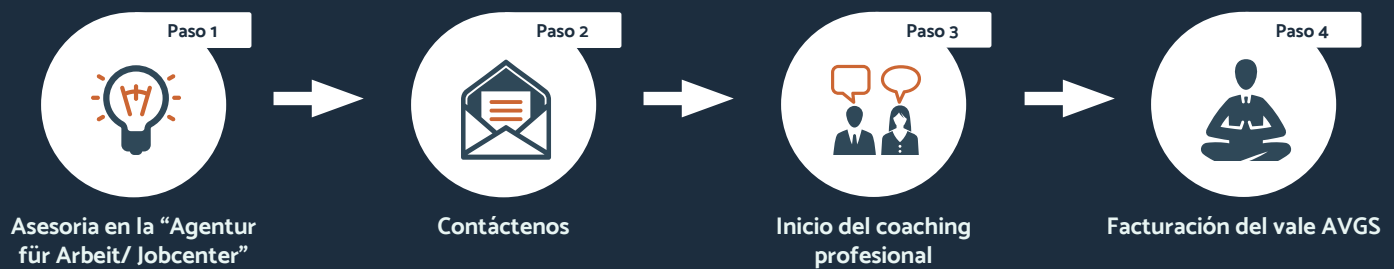 Paso 1
Paso 2
Paso 3
Paso 4
Asesoria en la “Agentur
für Arbeit/ Jobcenter”
Contáctenos
Inicio del coaching
profesional
Facturación del vale AVGS